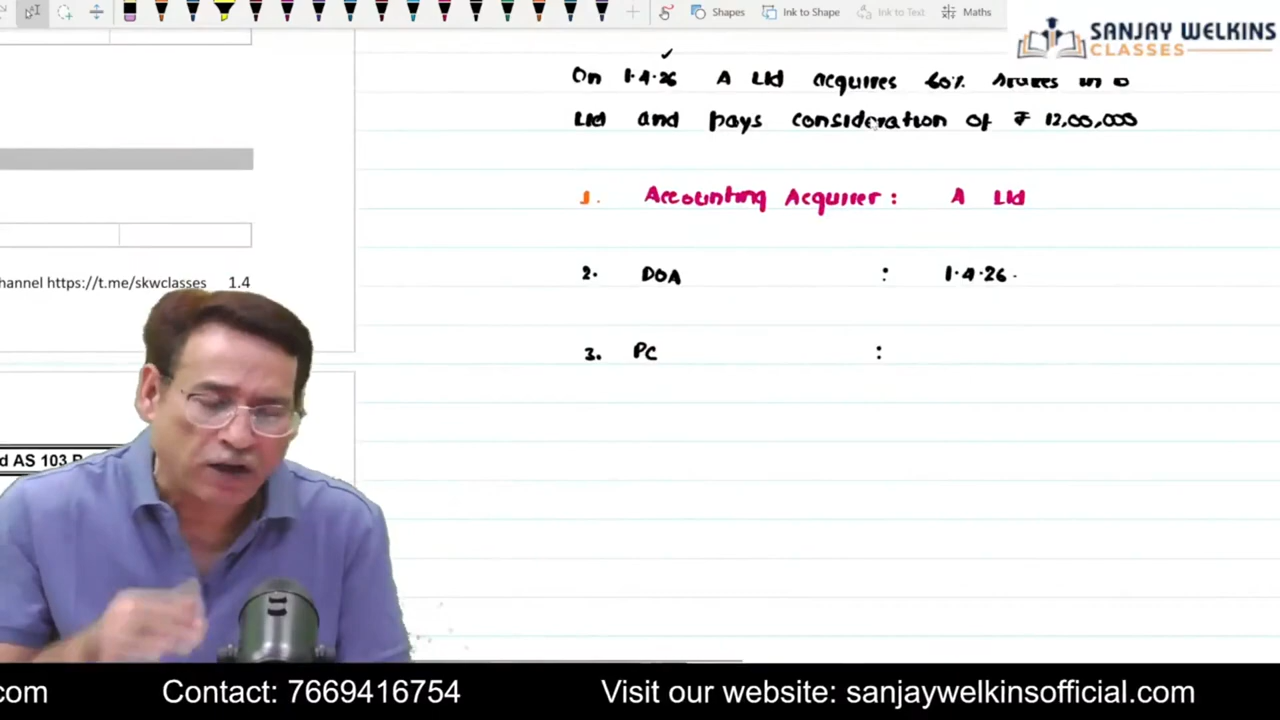 Shapes
Ink to Shape
Ink to Text
Maths
SANJAY WELKINS
CLASSES
On 1.4.26 A Ltd acquires 60% in
Ltd and pays consideration of ₹ 12,00,000
1. Accounting Acquirer : A Ltd
2. DOA : 1.4.26.
3. PC :
hannel https://t.me/skwclasses 1.4
d AS 103
.com Contact: 7669416754 Visit our website: sanjaywelkinsofficial.com